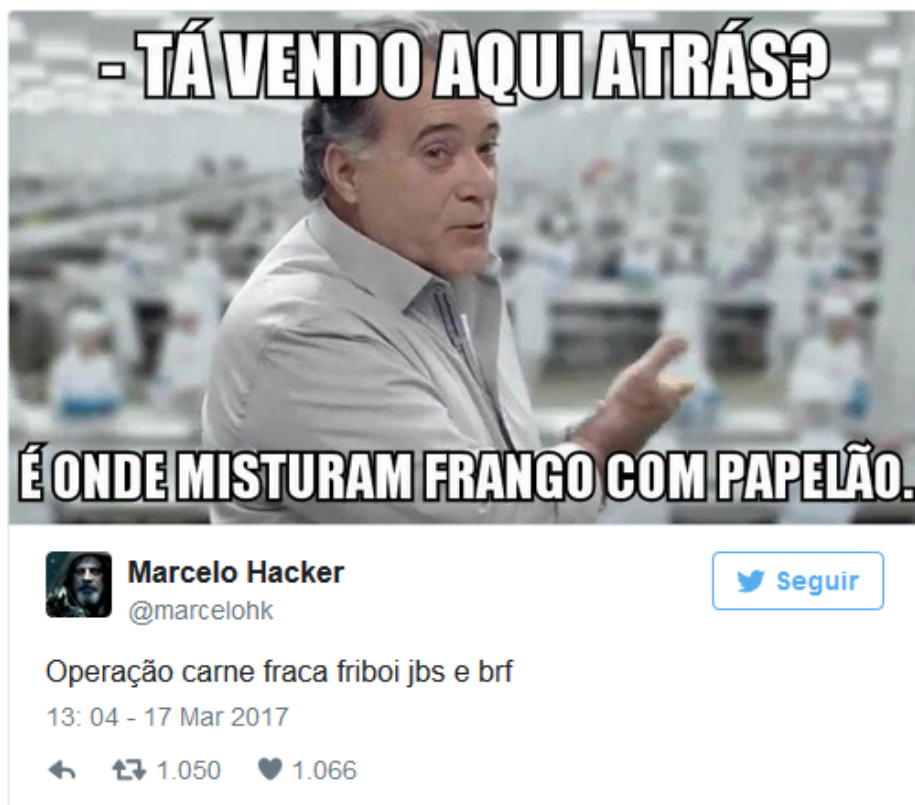 - TÁ VENDO AQUI ATRÁS?
É ONDE MISTURAM FRANGO COM PAPELÃO.
Marcelo Hacker
Seguir
@marcelohk
Operação carne fraca friboi jbs e brf
13: 04 - 17 Mar 2017
1.050 1.066